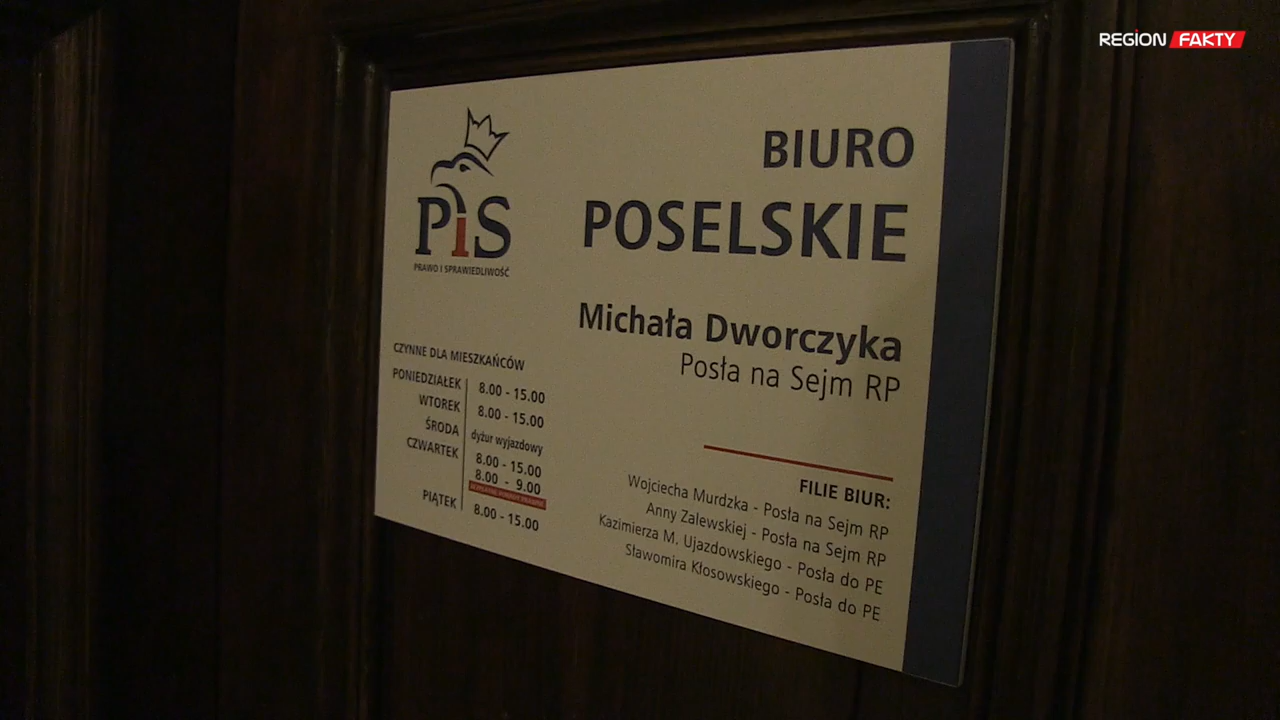 REGION FAKTY
PiS
PRAWO I SPRAWIEDLIWOŚĆ
BIURO
POSELSKIE
Michała Dworczyka
Posła na Sejm RP
CZYNNE DLA MIESZKAŃCÓW
PONIEDZIAŁEK 8.00 - 15.00
WTOREK 8.00 - 15.00
ŚRODA dyżur wyjazdowy
CZWARTEK 8.00 - 15.00
8.00 - 9.00
PIĄTEK 8.00 - 15.00
FILIE BIUR:
Wojciecha Murdzka - Posła na Sejm RP
Anny Zalewskiej - Posła na Sejm RP
Kazimierza M. Ujazdowskiego - Posła do PE
Sławomira Kłosowskiego - Posła do PE